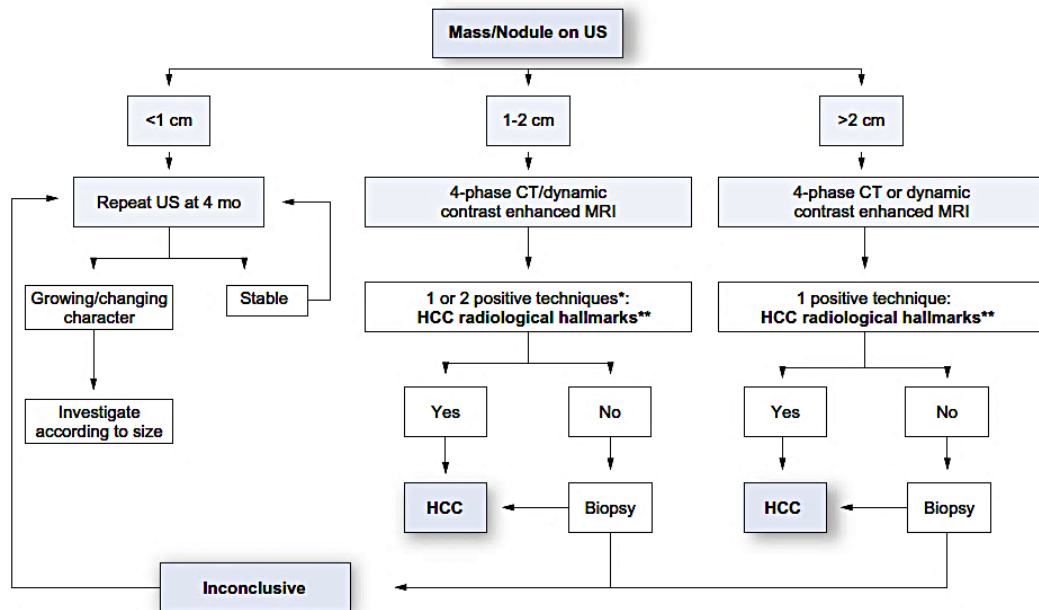 Mass/Nodule on US
<1 cm
1-2 cm
>2 cm
Repeat US at 4 mo
4-phase CT/dynamic
contrast enhanced MRI
4-phase CT or dynamic
contrast enhanced MRI
Growing/changing
character
Stable
1 or 2 positive techniques*:
HCC radiological hallmarks**
1 positive technique:
HCC radiological hallmarks**
Investigate
according to size
Yes
No
Yes
No
HCC
Biopsy
HCC
Biopsy
Inconclusive